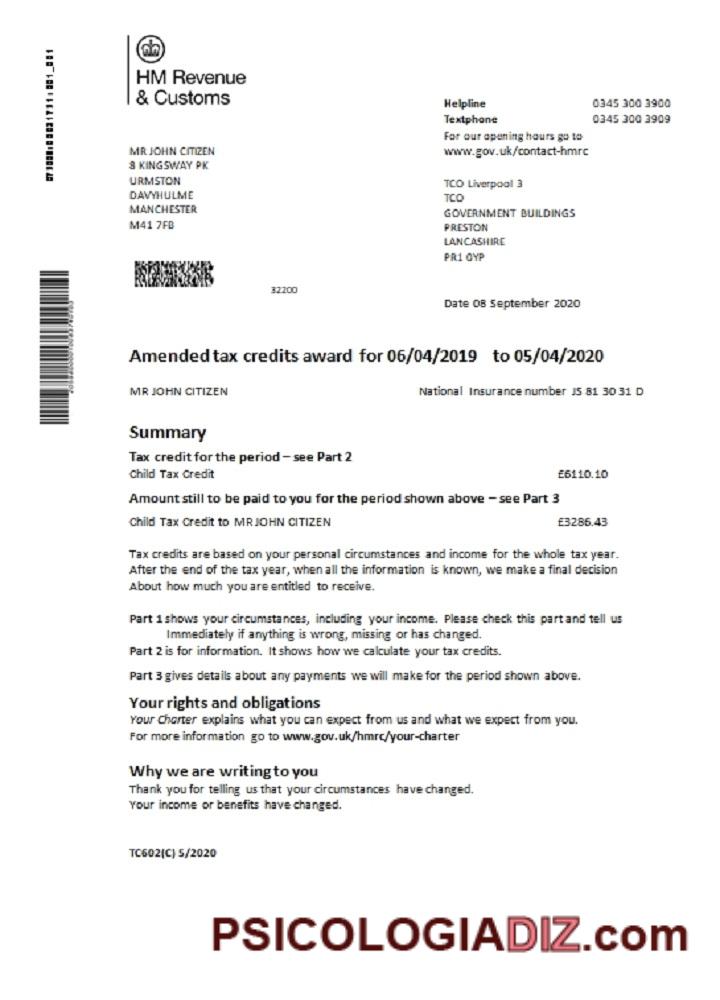 HM Revenue
& Customs
Helpline 0345 300 3900
Textphone 0345 300 3909
For our opening hours go to
www.gov.uk/contact-hmrc
MR JOHN CITIZEN
8 KINGSWAY PK
URMSTON
DAVYHULME
MANCHESTER
M41 7FB
TCO Liverpool 3
TCO
GOVERNMENT BUILDINGS
PRESTON
LANCASHIRE
PR1 0YP
32200
Date 08 September 2020
Amended tax credits award for 06/04/2019 to 05/04/2020
MR JOHN CITIZEN National Insurance number JS 81 30 31 D
Summary
Tax credit for the period – see Part 2
Child Tax Credit £6110.10
Amount still to be paid to you for the period shown above – see Part 3
Child Tax Credit to MR JOHN CITIZEN £3286.43
Tax credits are based on your personal circumstances and income for the whole tax year.
After the end of the tax year, when all the information is known, we make a final decision
About how much you are entitled to receive.
Part 1 shows your circumstances, including your income. Please check this part and tell us
Immediately if anything is wrong, missing or has changed.
Part 2 is for information. It shows how we calculate your tax credits.
Part 3 gives details about any payments we will make for the period shown above.
Your rights and obligations
Your Charter explains what you can expect from us and what we expect from you.
For more information go to www.gov.uk/hmrc/your-charter
Why we are writing to you
Thank you for telling us that your circumstances have changed.
Your income or benefits have changed.
TC602(C) 5/2020
PSICOLOGIADIZ.com